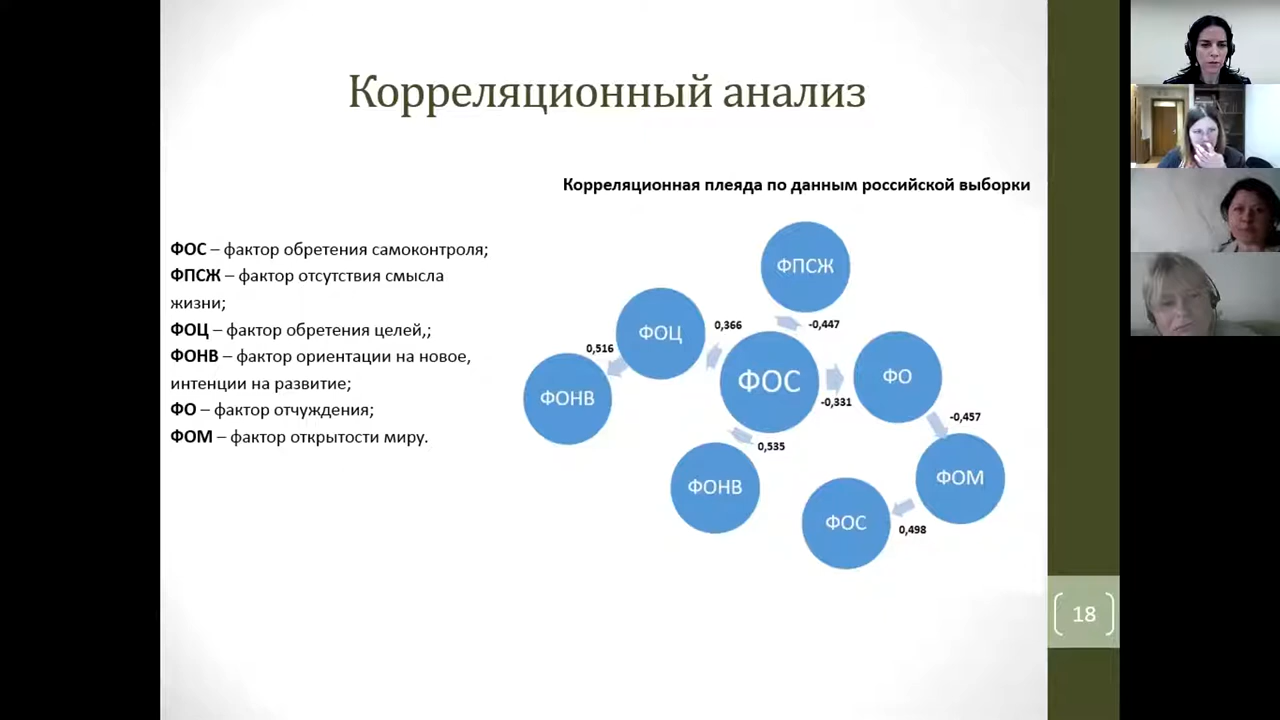 Корреляционный анализ
Корреляционная плеяда по данным российской выборки
ФОС – фактор обретения самоконтроля;
ФПСЖ – фактор отсутствия смысла
жизни;
ФОЦ – фактор обретения целей,;
ФОНВ – фактор ориентации на новое,
интенции на развитие;
ФО – фактор отчуждения;
ФОМ – фактор открытости миру.
ФПСЖ
ФОЦ
0,366
-0,447
0,516
ФОС
ФО
ФОНВ
-0,331
-0,457
0,535
ФОНВ
ФОМ
ФОС
0,498
18